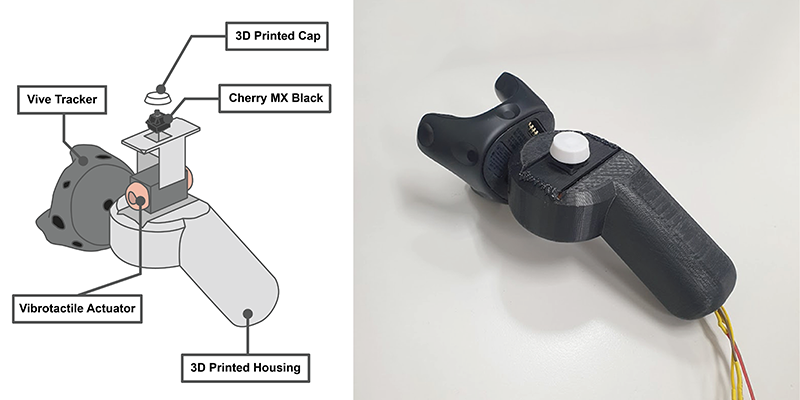 3D Printed Cap
Vive Tracker
Cherry MX Black
Vibrotactile Actuator
3D Printed Housing